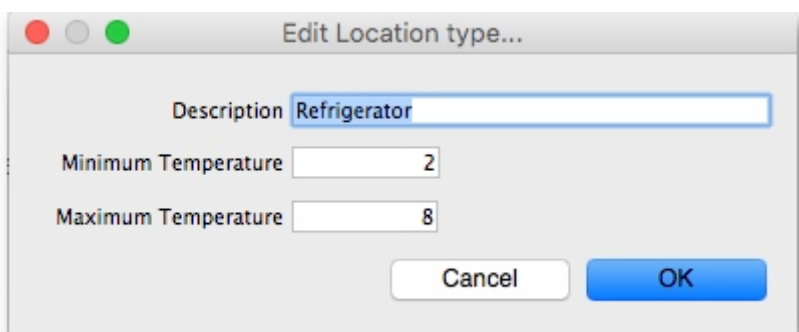 Edit Location type...
Description Refrigerator
Minimum Temperature 2
Maximum Temperature 8
Cancel OK